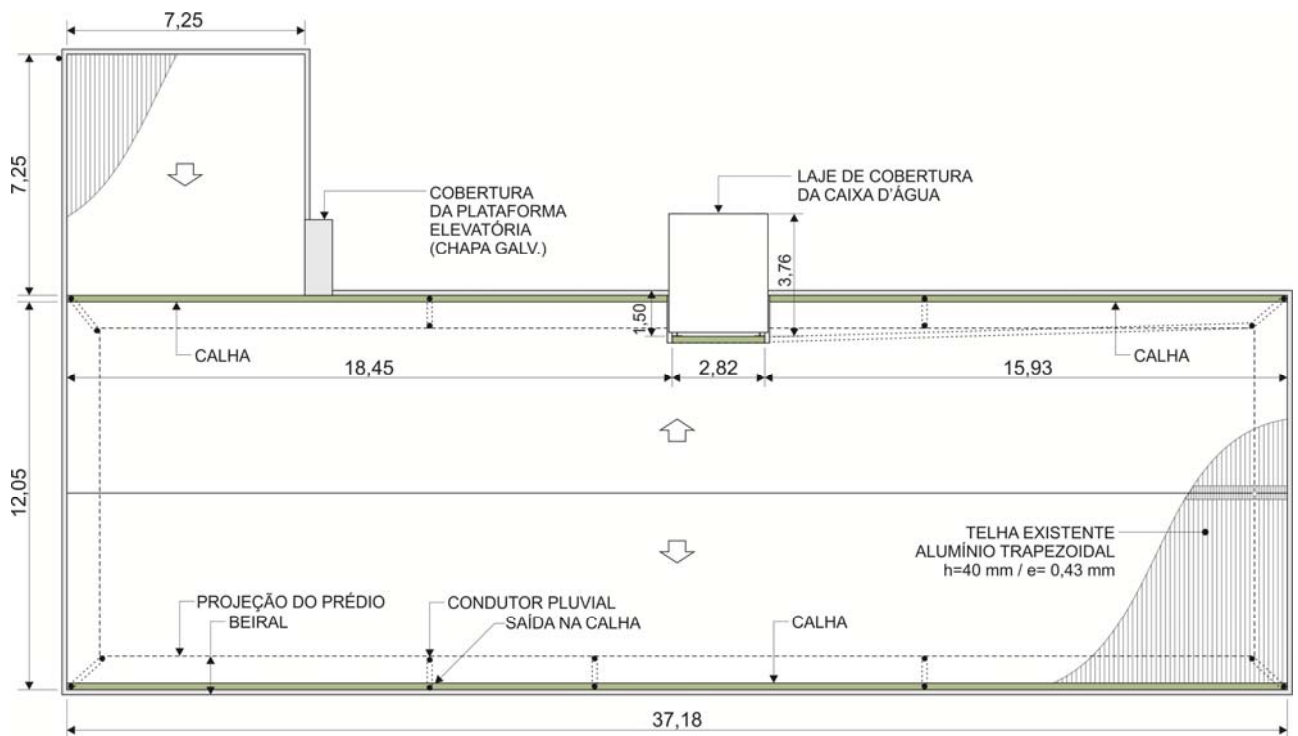 7,25
7,25
COBERTURA
DA PLATAFORMA
ELEVATÓRIA
(CHAPA GALV.)
LAJE DE COBERTURA
DA CAIXA D'ÁGUA
3,76
1,50
CALHA
CALHA
18,45
2,82
15,93
12,05
TELHA EXISTENTE
ALUMÍNIO TRAPEZOIDAL
h=40 mm / e= 0,43 mm
PROJEÇÃO DO PRÉDIO
BEIRAL
CONDUTOR PLUVIAL
SAÍDA NA CALHA
CALHA
37,18